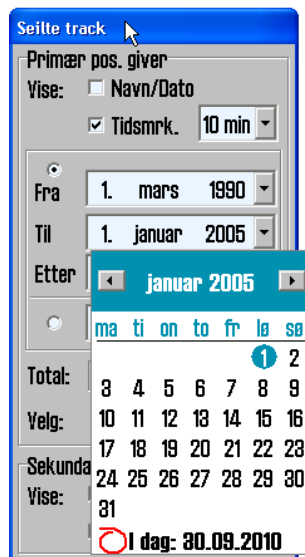 Seilte track
Primær pos. giver
Vise: Navn/Dato
Tidsmrk. 10 min
Fra 1. mars 1990
Til 1. januar 2005
Etter
januar 2005
ma ti on to fr lø sø
1 2
3 4 5 6 7 8 9
Total:
10 11 12 13 14 15 16
Velg:
17 18 19 20 21 22 23
Sekunda
24 25 26 27 28 29 30
Vise:
31
I dag: 30.09.2010